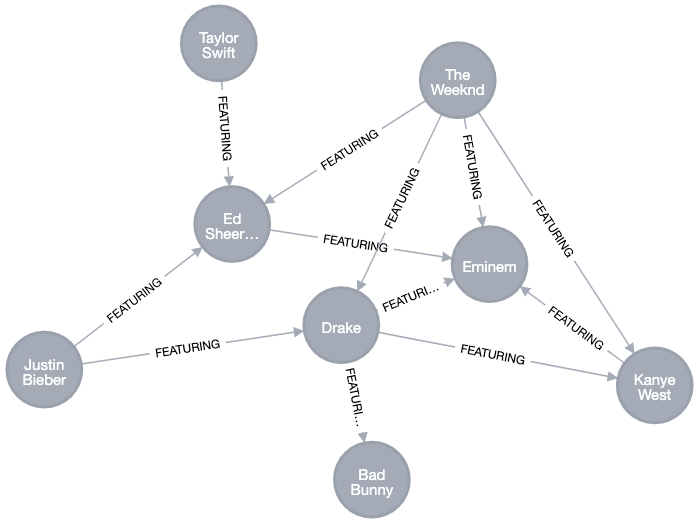 Taylor
Swift
The
Weeknd
FEATURING
FEATURING
FEATURING
FEATURING
FEATURING
Ed
Sheer...
FEATURING
Eminem
FEATURING
FEATURI...
FEATURING
Drake
FEATURING
FEATURING
Justin
Bieber
FEATURI...
Kanye
West
Bad
Bunny